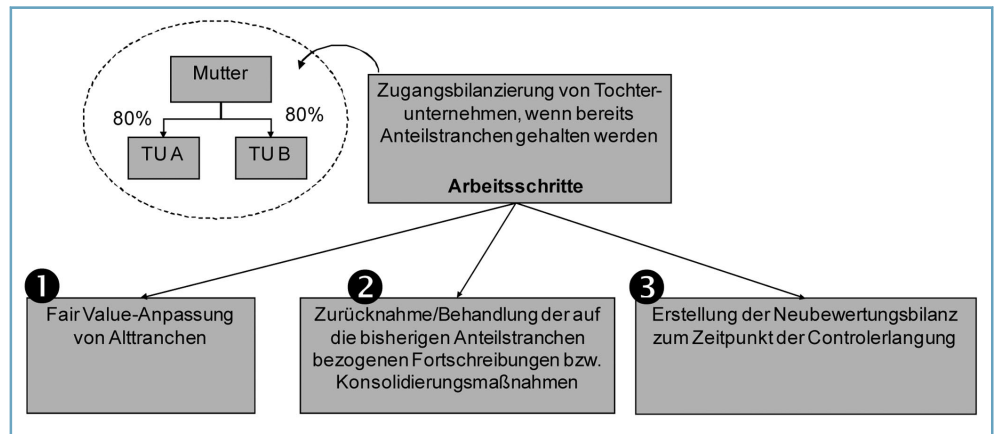 Mutter
80%
80%
TU A
TU B
Zugangsbilanzierung von Tochter-
unternehmen, wenn bereits
Anteilstranchen gehalten werden
Arbeitsschritte
1
Fair Value-Anpassung
von Alttranchen
2
Zurücknahme/Behandlung der auf
die bisherigen Anteilstranchen
bezogenen Fortschreibungen bzw.
Konsolidierungsmaßnahmen
3
Erstellung der Neubewertungsbilanz
zum Zeitpunkt der Controlerlangung